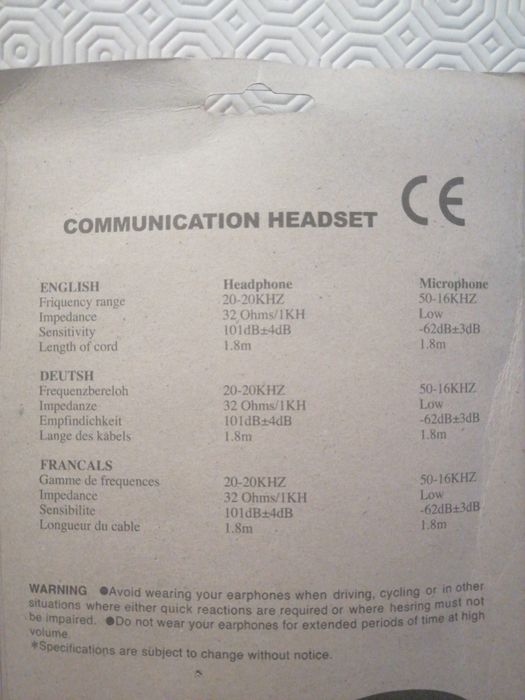 CE
COMMUNICATION HEADSET
ENGLISH Headphone Microphone
Friquency range 20-20KHZ 50-16KHZ
Impedance 32 Ohms/1KH Low
Sensitivity 101dB±4dB -62dB±3dB
Length of cord 1.8m 1.8m
DEUTSH
Frequenzbereloh 20-20KHZ 50-16KHZ
Impedanze 32 Ohms/1KH Low
Empfindichkeit 101dB±4dB -62dB±3dB
Lange des kabels 1.8m 1.8m
FRANCALS
Gamme de frequences 20-20KHZ 50-16KHZ
Impedance 32 Ohms/1KH Low
Sensibilite 101dB±4dB -62dB±3dB
Longueur du cable 1.8m 1.8m
WARNING ●Avoid wearing your earphones when driving, cycling or in other
situations where either quick reactions are required or where hesring must not
be impaired. ●Do not wear your earphones for extended periods of time at high
volume.
*Specifications are subject to change without notice.